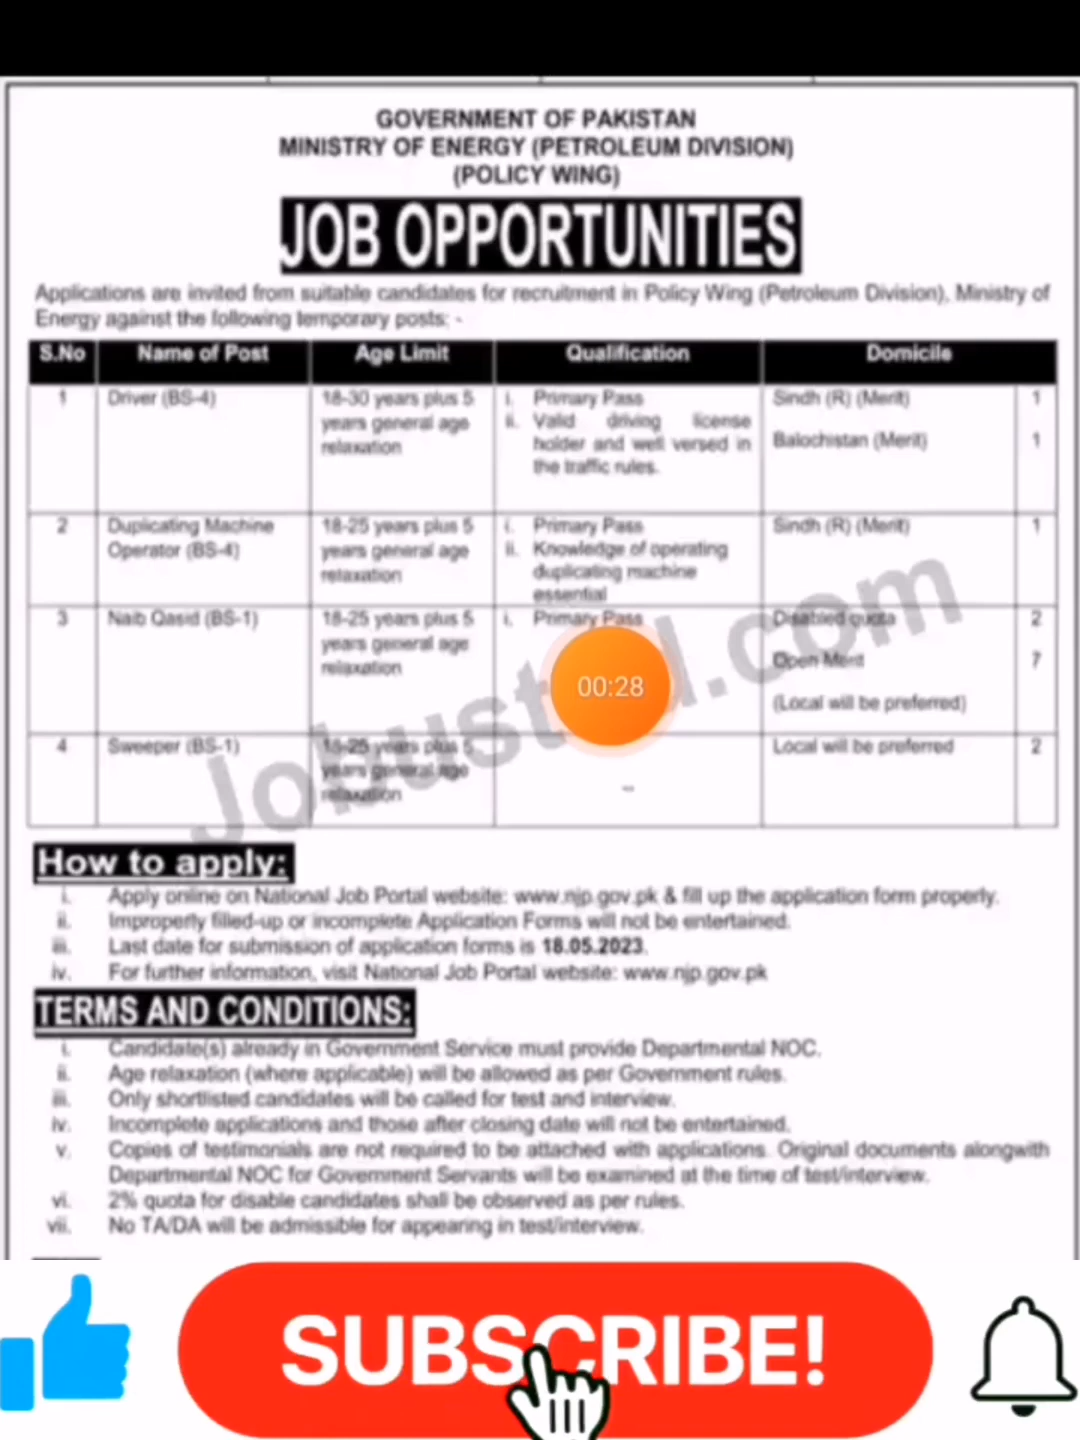 GOVERNMENT OF PAKISTAN
MINISTRY OF ENERGY (PETROLEUM DIVISION)
(POLICY WING)
JOB OPPORTUNITIES
Applications are invited from suitable candidates for recruitment in Policy Wing (Petroleum Division), Ministry of
Energy against the following temporary posts: -
S.No Name of Post Age Limit Qualification Domicile
1 Driver (BS-4) 18-30 years plus 5 i. Primary Pass Sindh (R) (Merit) 1
years general age ii. Valid driving license
relaxation holder and well versed in Balochistan (Merit) 1
the traffic rules.
2 Duplicating Machine 18-25 years plus 5 i. Primary Pass Sindh (R) (Merit) 1
Operator (BS-4) years general age ii. Knowledge of operating
relaxation duplicating machine
essential
3 Naib Qasid (BS-1) 18-25 years plus 5 i. Primary Pass Disabled quota 2
years general age Open Merit 7
relaxation (Local will be preferred)
00:28
4 Sweeper (BS-1) 18-25 years plus 5 Local will be preferred 2
years general age
relaxation --
How to apply:
i. Apply online on National Job Portal website: www.njp.gov.pk & fill up the application form properly.
ii. Improperly filled-up or incomplete Application Forms will not be entertained.
iii. Last date for submission of application forms is 18.05.2023.
iv. For further information, visit National Job Portal website: www.njp.gov.pk
TERMS AND CONDITIONS:
i. Candidate(s) already in Government Service must provide Departmental NOC.
ii. Age relaxation (where applicable) will be allowed as per Government rules.
iii. Only shortlisted candidates will be called for test and interview.
iv. Incomplete applications and those after closing date will not be entertained.
v. Copies of testimonials are not required to be attached with applications. Original documents alongwith
Departmental NOC for Government Servants will be examined at the time of test/interview.
vi. 2% quota for disable candidates shall be observed as per rules.
vii. No TA/DA will be admissible for appearing in test/interview.
SUBSCRIBE!